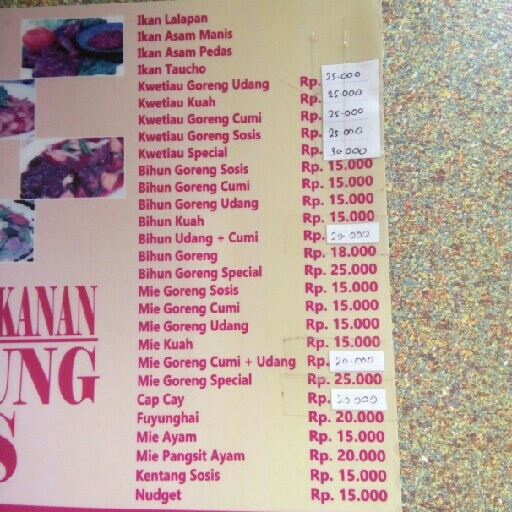 Ikan Lalapan
Ikan Asam Manis
Ikan Asam Pedas
Ikan Taucho
Kwetiau Goreng Udang Rp. 25.000
Kwetiau Kuah Rp. 25.000
Kwetiau Goreng Cumi Rp. 25.000
Kwetiau Goreng Sosis Rp. 25.000
Kwetiau Special Rp. 30.000
Bihun Goreng Sosis Rp. 15.000
Bihun Goreng Cumi Rp. 15.000
Bihun Goreng Udang Rp. 15.000
Bihun Kuah Rp. 15.000
Bihun Udang + Cumi Rp. 20.000
Bihun Goreng Rp. 18.000
Bihun Goreng Special Rp. 25.000
Mie Goreng Sosis Rp. 15.000
Mie Goreng Cumi Rp. 15.000
Mie Goreng Udang Rp. 15.000
Mie Kuah Rp. 15.000
Mie Goreng Cumi + Udang Rp. 20.000
Mie Goreng Special Rp. 25.000
Cap Cay Rp. 20.000
Fuyunghai Rp. 20.000
Mie Ayam Rp. 15.000
Mie Pangsit Ayam Rp. 20.000
Kentang Sosis Rp. 15.000
Nudget Rp. 15.000
KANAN
UNG
S